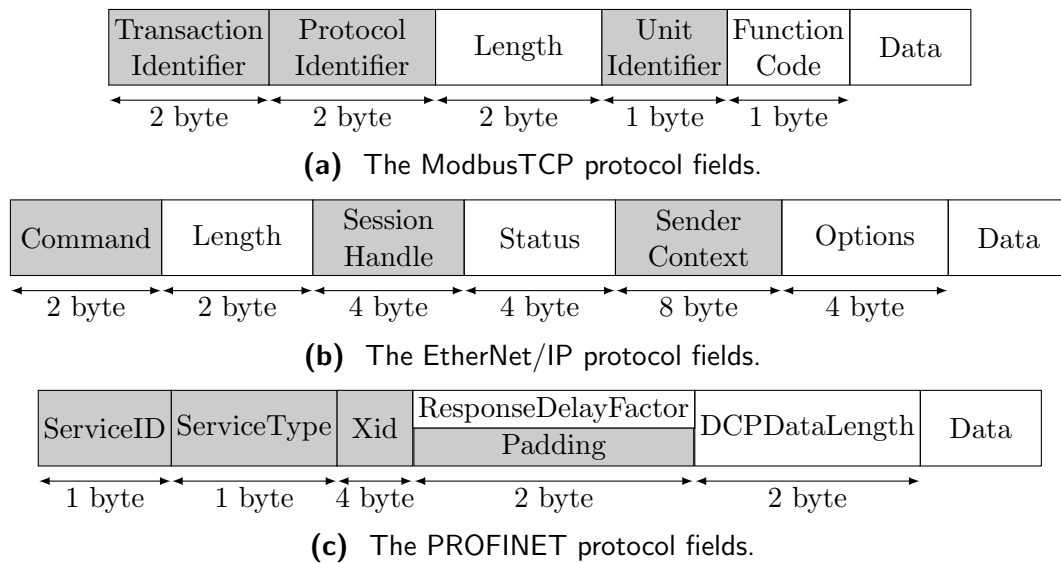 Transaction Identifier
Protocol Identifier
Length
Unit Identifier
Function Code
Data
2 byte 2 byte 2 byte 1 byte 1 byte
(a) The ModbusTCP protocol fields.
Command
Length
Session Handle
Status
Sender Context
Options
Data
2 byte 2 byte 4 byte 4 byte 8 byte 4 byte
(b) The EtherNet/IP protocol fields.
ServiceID
ServiceType
Xid
ResponseDelayFactor
Padding
DCPDataLength
Data
1 byte 1 byte 4 byte 2 byte 2 byte
(c) The PROFINET protocol fields.